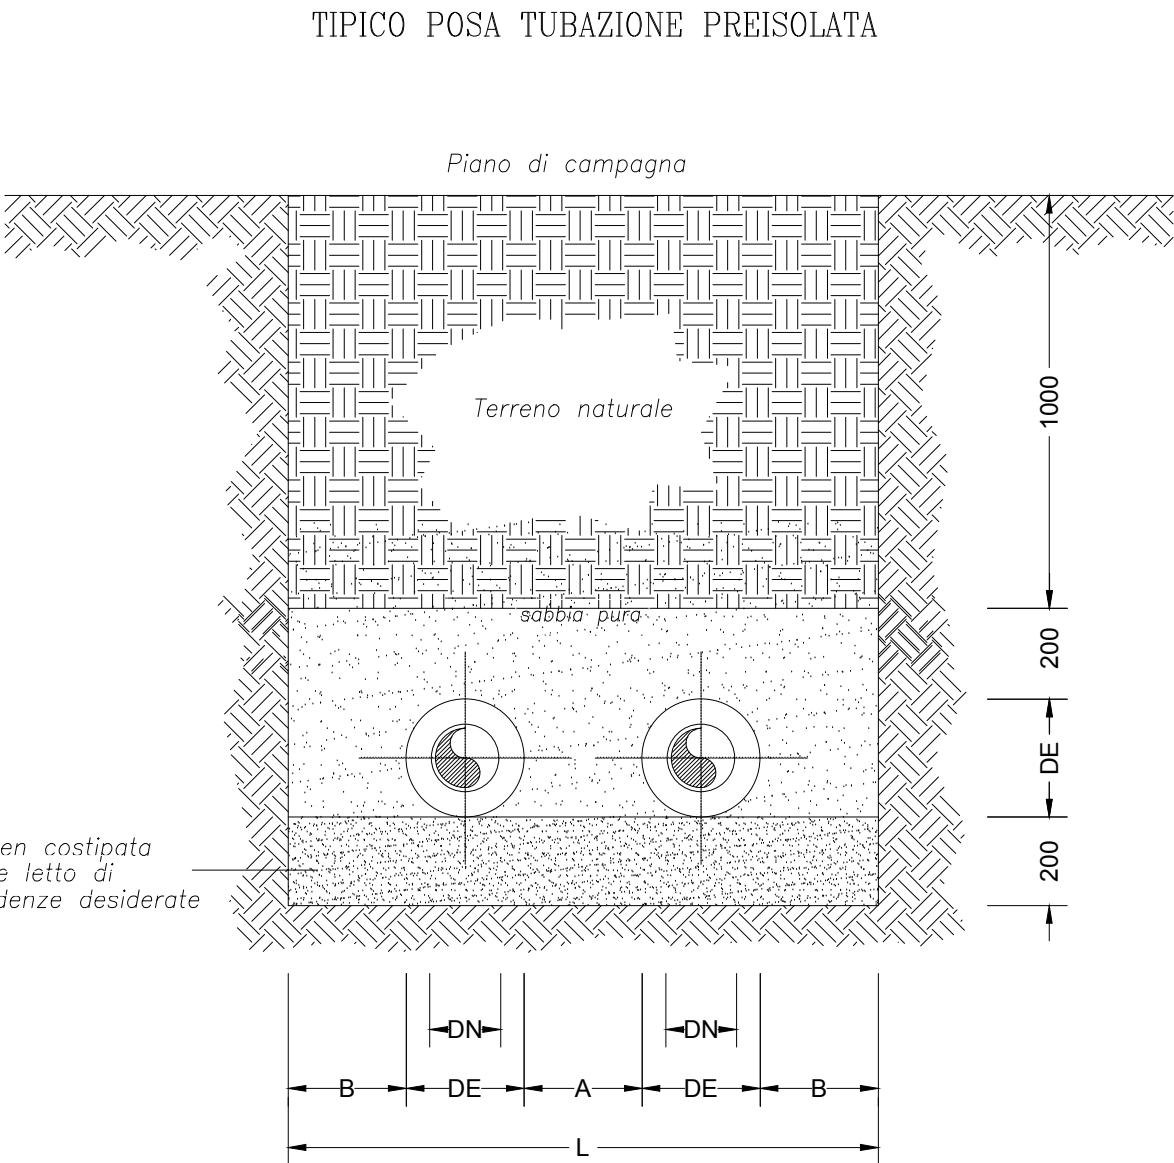 TIPICO POSA TUBAZIONE PREISOLATA
Piano di campagna
Terreno naturale
1000
sabbia pura
200
DE
en costipata
e letto di
denze desiderate
200
DN
DN
B
DE
A
DE
B
L